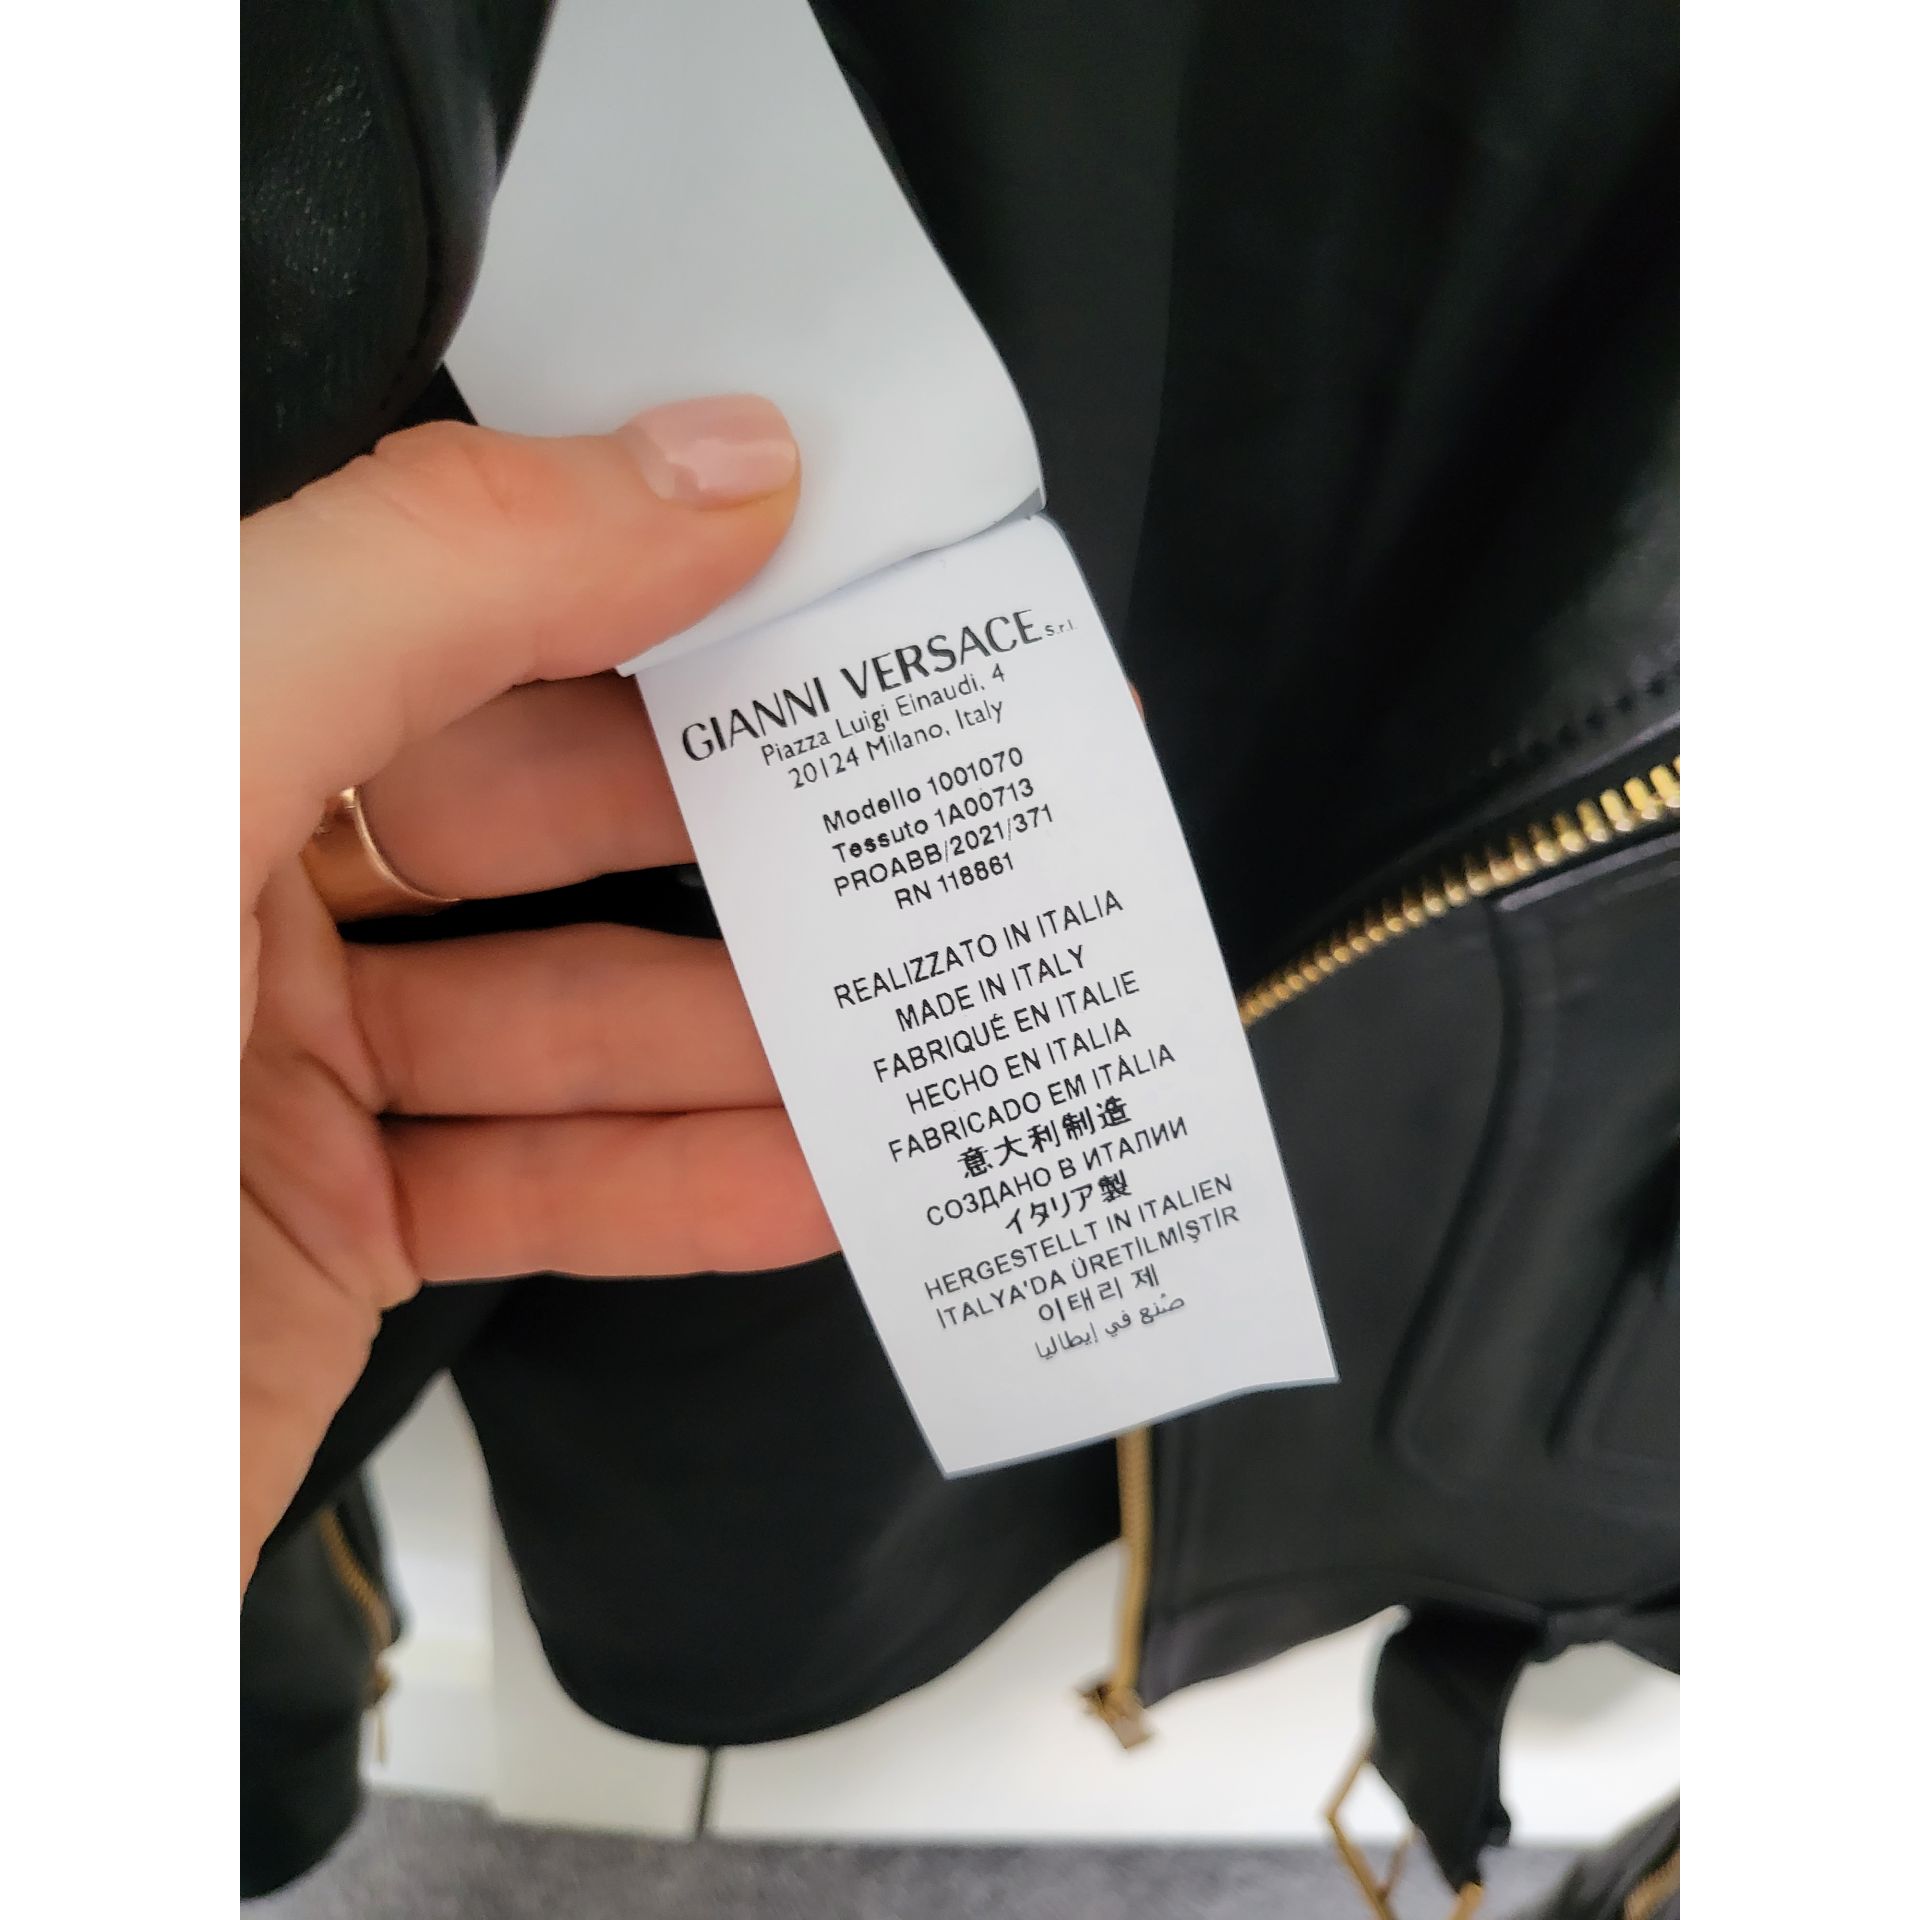 GIANNI VERSACE s.r.l.
Piazza Luigi Einaudi, 4
20124 Milano, Italy
Modello 1001070
Tessuto 1A00713
PROABB/2021/371
RN 118861
REALIZZATO IN ITALIA
MADE IN ITALY
FABRIQUÉ EN ITALIE
HECHO EN ITALIA
FABRICADO EM ITÁLIA
意大利制造
СОЗДАНО В ИТАЛИИ
イタリア製
HERGESTELLT IN ITALIEN
İTALYA'DA ÜRETİLMİŞTİR
이태리 제
صُنع في إيطاليا